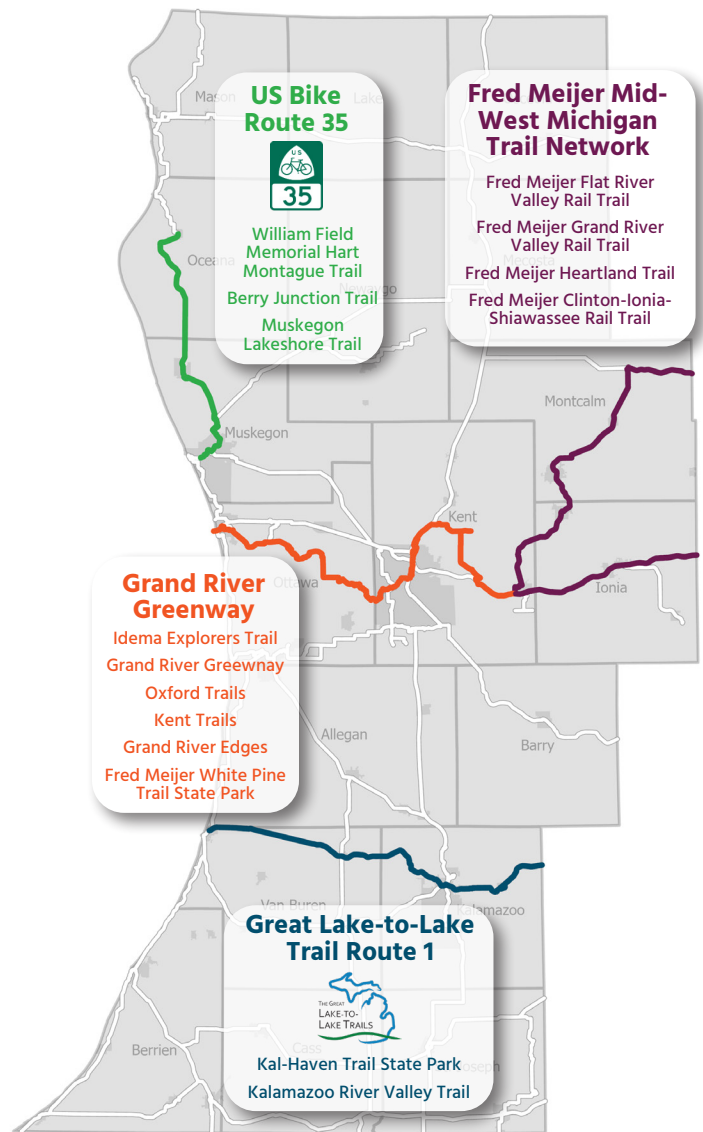 Mason
Lake
US Bike
Route 35
US
35
William Field
Memorial Hart
Montague Trail
Berry Junction Trail
Muskegon
Lakeshore Trail
Fred Meijer Mid-
West Michigan
Trail Network
Fred Meijer Flat River
Valley Rail Trail
Fred Meijer Grand River
Valley Rail Trail
Fred Meijer Heartland Trail
Fred Meijer Clinton-Ionia-
Shiawassee Rail Trail
Oceana
Newaygo
Mecosta
Montcalm
Muskegon
Kent
Ottawa
Ionia
Grand River
Greenway
Idema Explorers Trail
Grand River Greewnay
Oxford Trails
Kent Trails
Grand River Edges
Fred Meijer White Pine
Trail State Park
Allegan
Barry
Van Buren
Kalamazoo
Great Lake-to-Lake
Trail Route 1
THE GREAT
LAKE-TO-
LAKE TRAILS
Kal-Haven Trail State Park
Kalamazoo River Valley Trail
Berrien
Cass
oseph